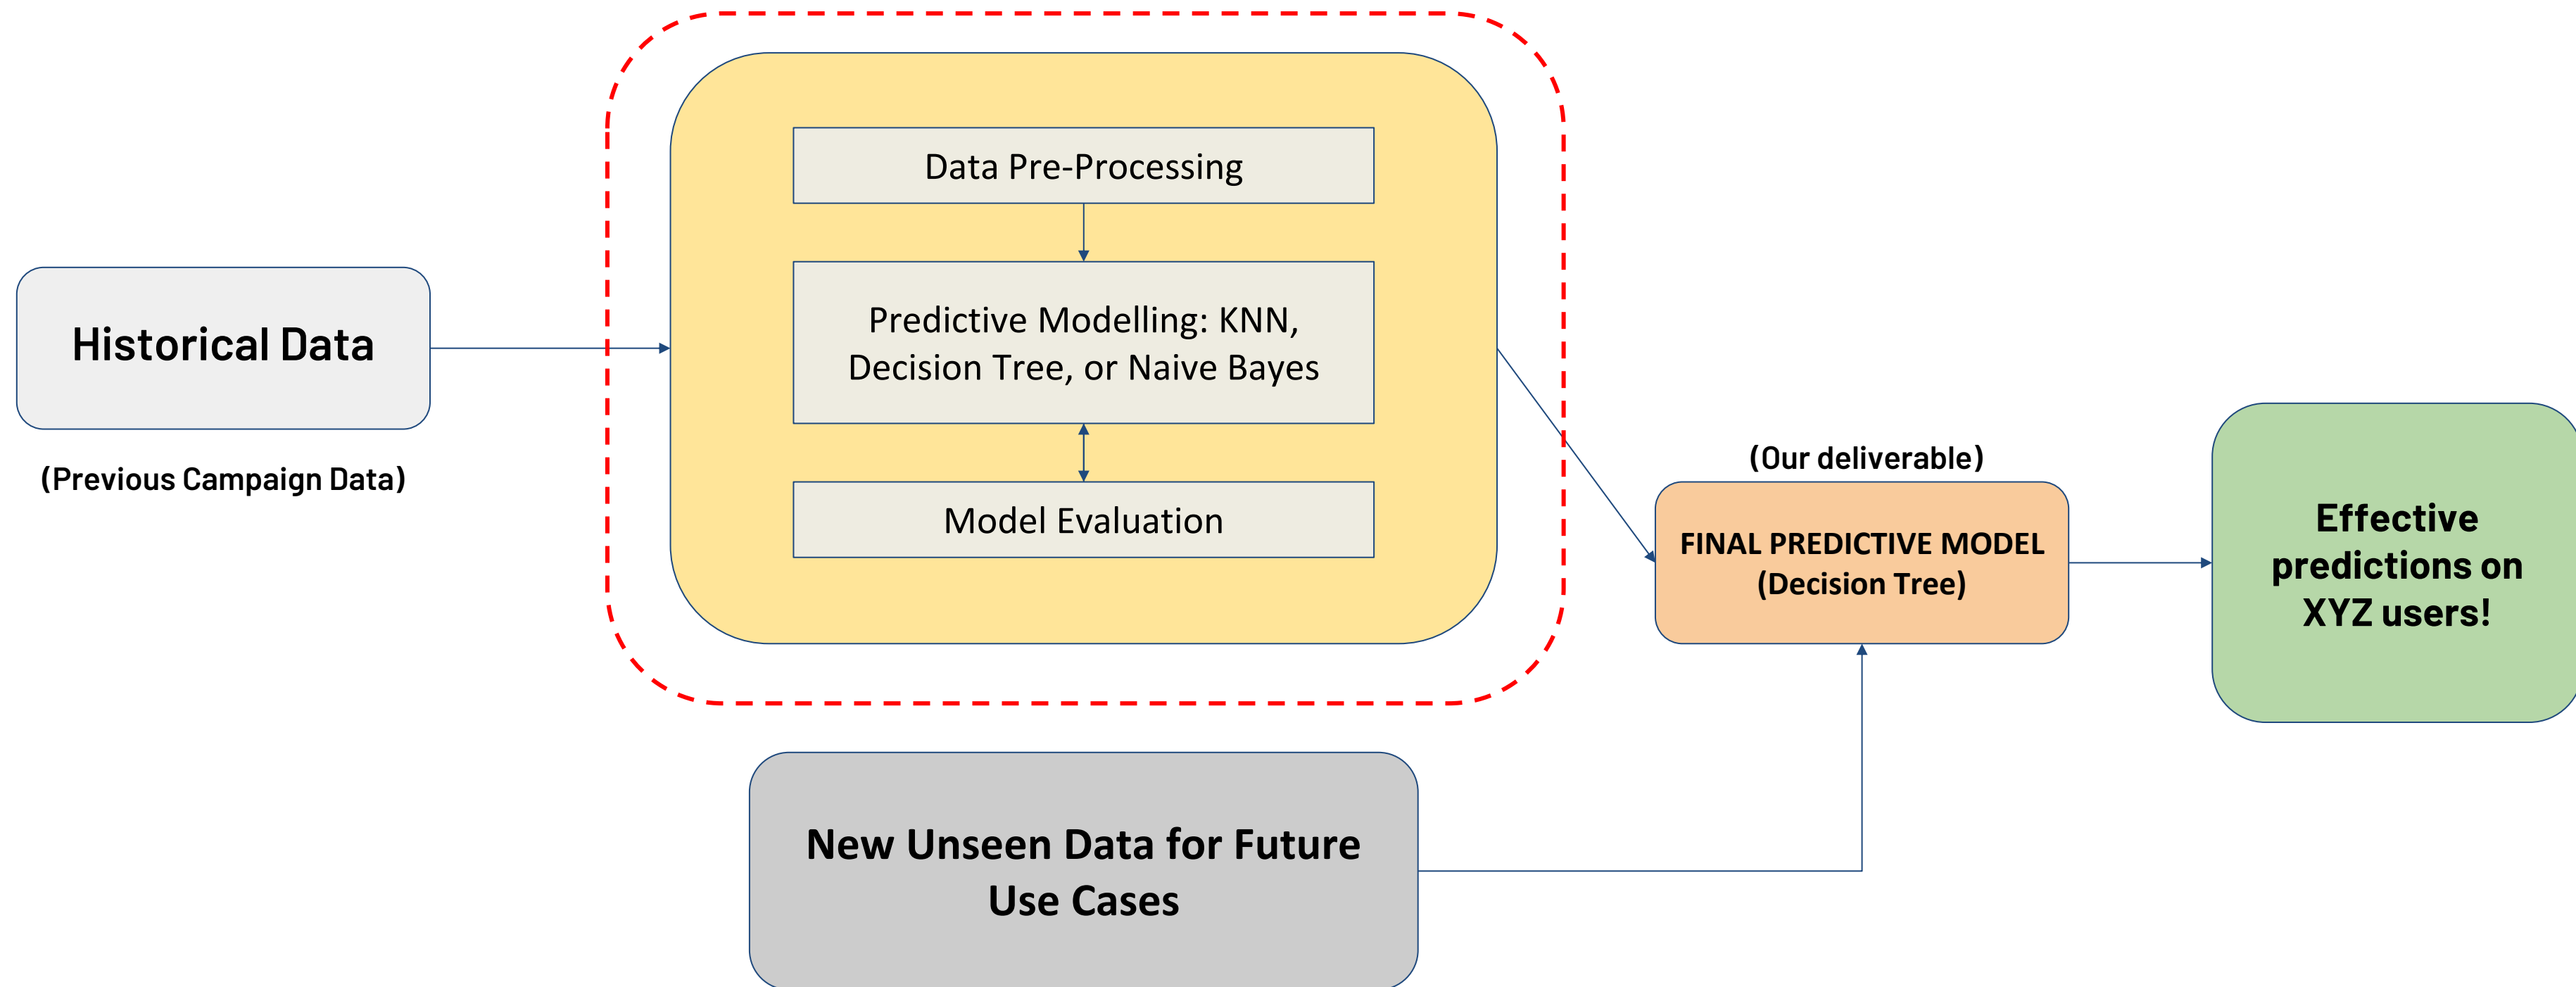 Data Pre-Processing
Predictive Modelling: KNN,
Decision Tree, or Naive Bayes
Model Evaluation
Historical Data
(Previous Campaign Data)
(Our deliverable)
FINAL PREDICTIVE MODEL
(Decision Tree)
Effective
predictions on
XYZ users!
New Unseen Data for Future
Use Cases